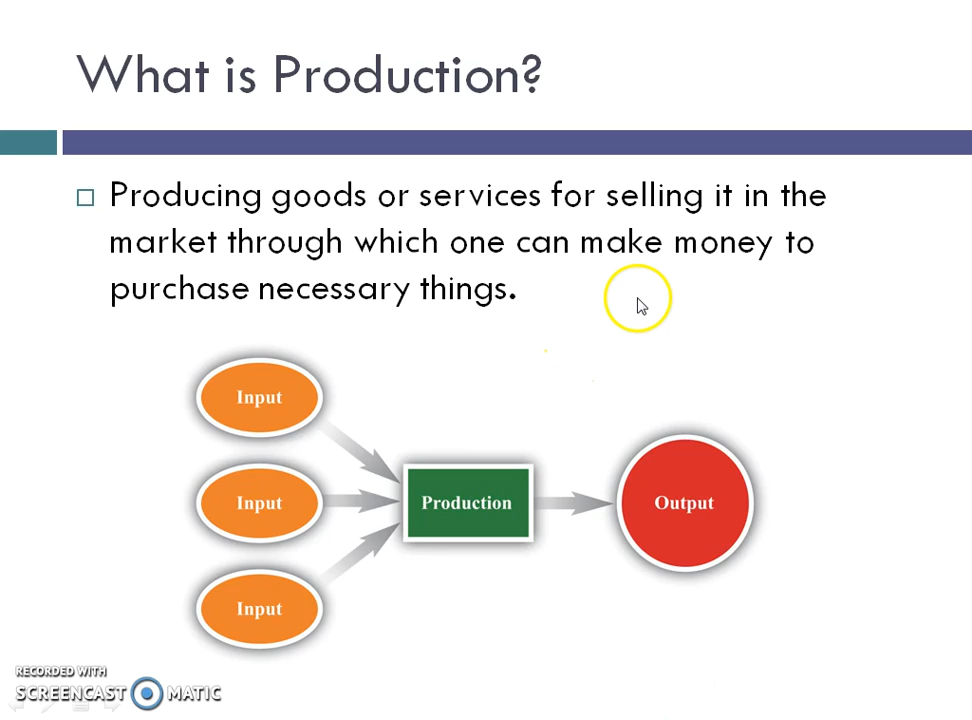 What is Production?
Producing goods or services for selling it in the
market through which one can make money to
purchase necessary things.
Input
Input
Production
Output
Input
RECORDED WITH
SCREENCAST MATIC